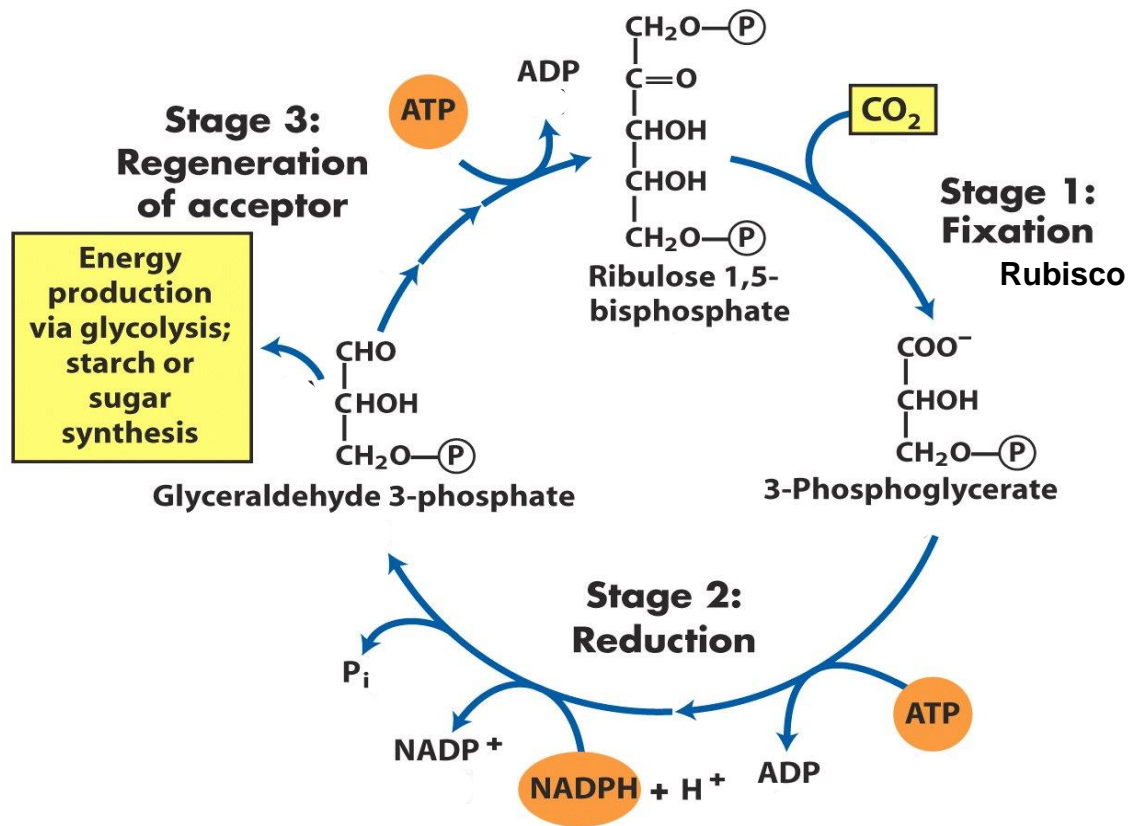 CH₂O—P
C=O
CHOH
CHOH
CH₂O—P
Ribulose 1,5-
bisphosphate
CO₂
Stage 1:
Fixation
Rubisco
COO⁻
CHOH
CH₂O—P
3-Phosphoglycerate
Stage 2:
Reduction
ATP
ADP
NADPH + H⁺
NADP⁺
Pᵢ
CHO
CHOH
CH₂O—P
Glyceraldehyde 3-phosphate
Energy
production
via glycolysis;
starch or
sugar
synthesis
Stage 3:
Regeneration
of acceptor
ATP
ADP